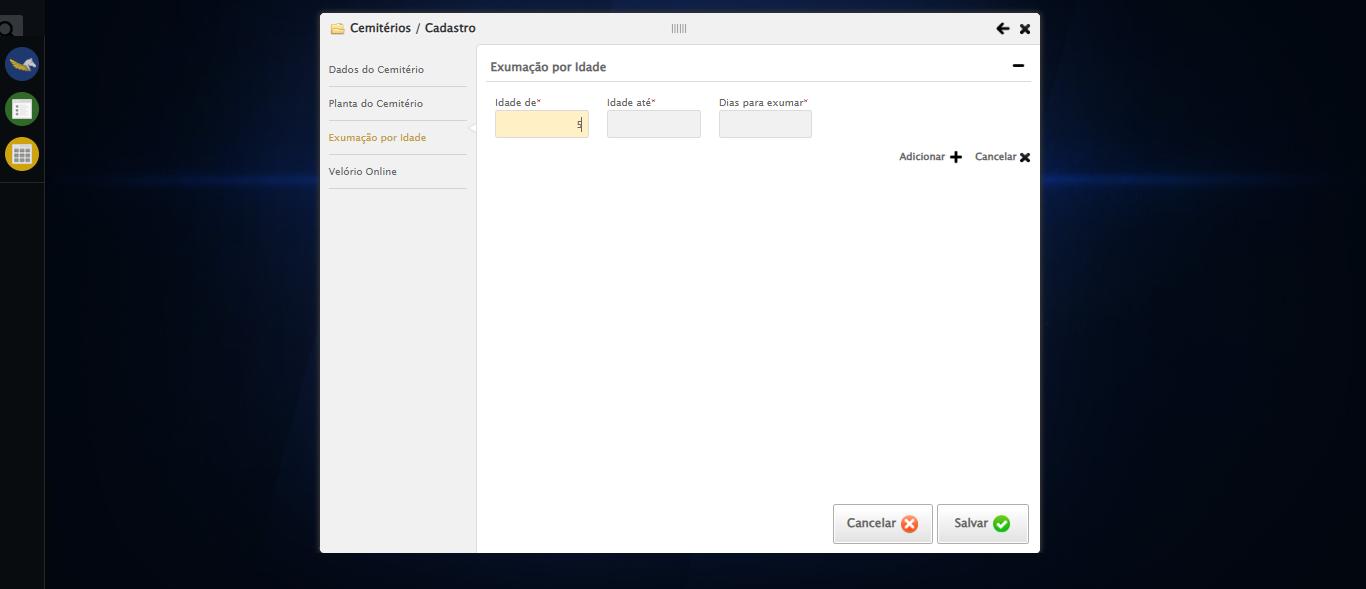 Cemitérios / Cadastro
Dados do Cemitério
Planta do Cemitério
Exumação por Idade
Velório Online
Exumação por Idade
Idade de* Idade até* Dias para exumar*
5
Adicionar Cancelar
Cancelar Salvar